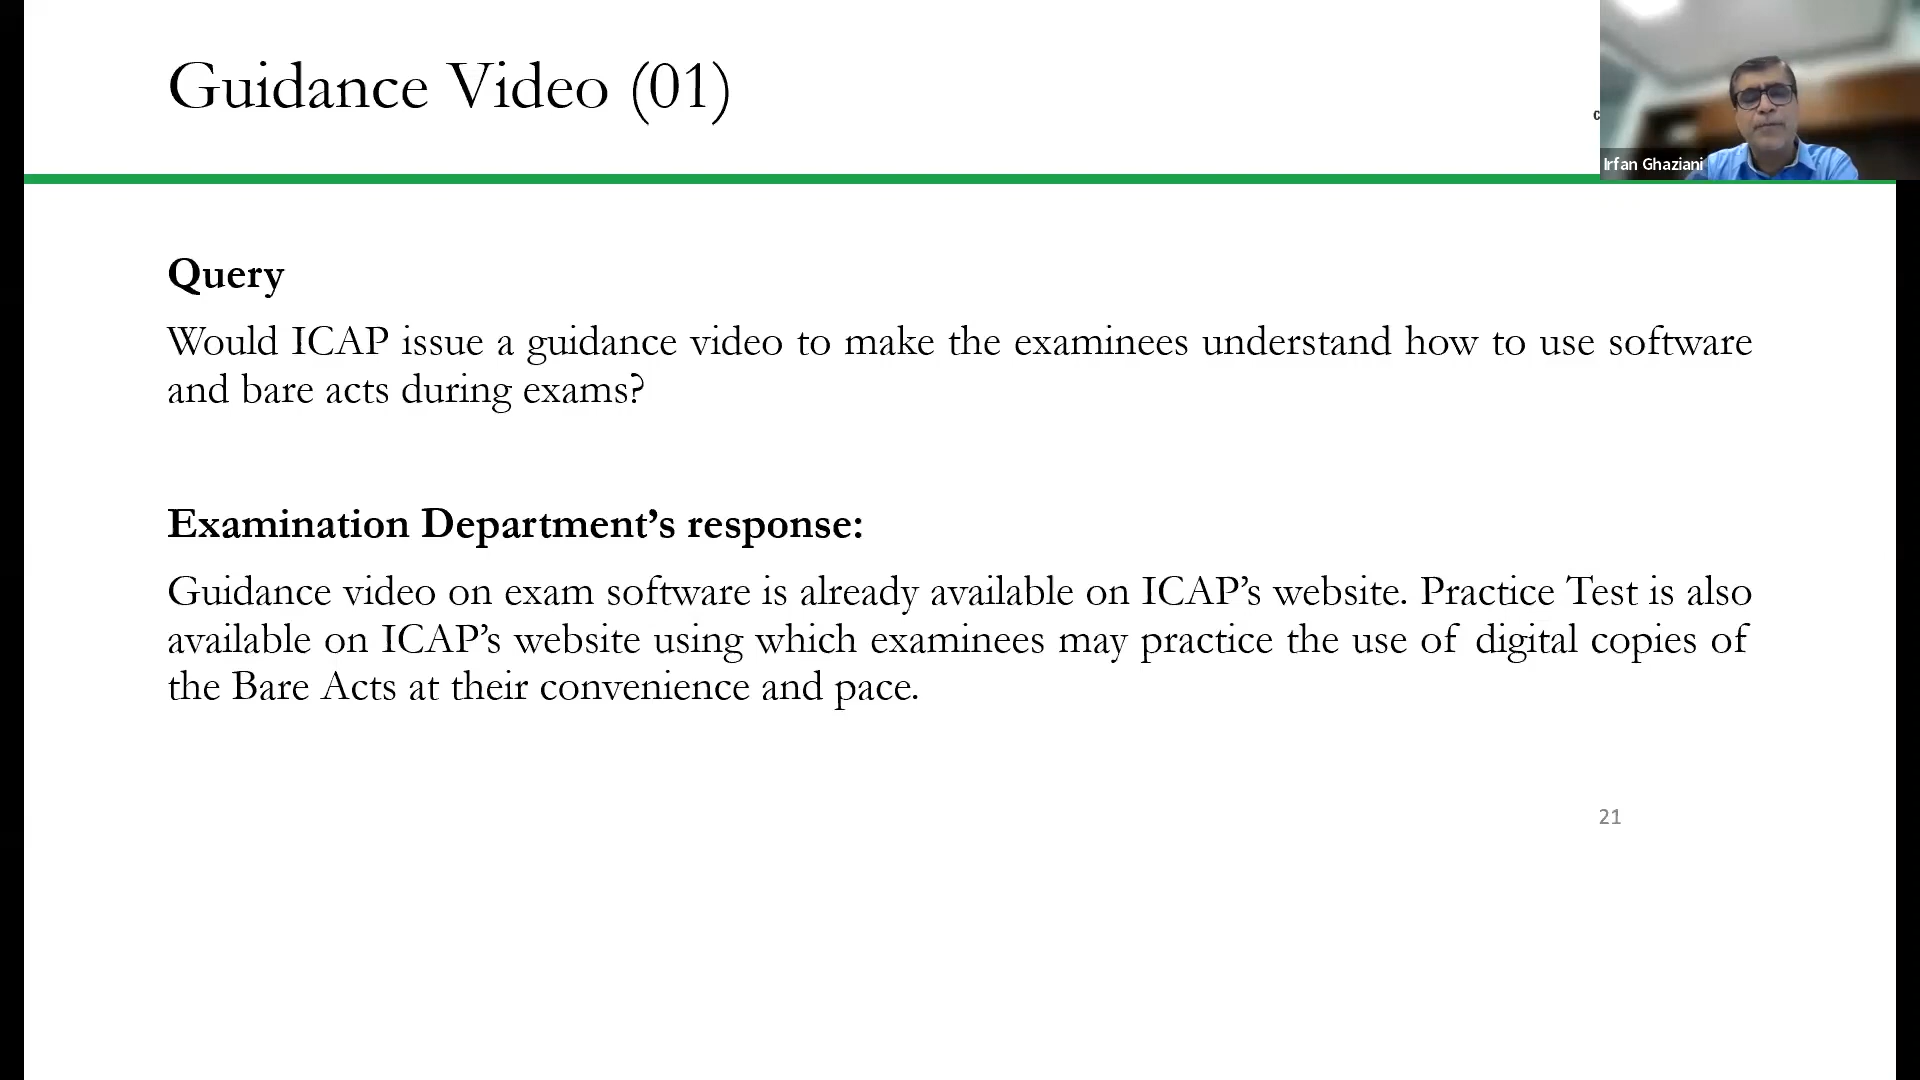 Guidance Video (01)
Irfan Ghaziani
Query
Would ICAP issue a guidance video to make the examinees understand how to use software
and bare acts during exams?
Examination Department’s response:
Guidance video on exam software is already available on ICAP’s website. Practice Test is also
available on ICAP’s website using which examinees may practice the use of digital copies of
the Bare Acts at their convenience and pace.
21